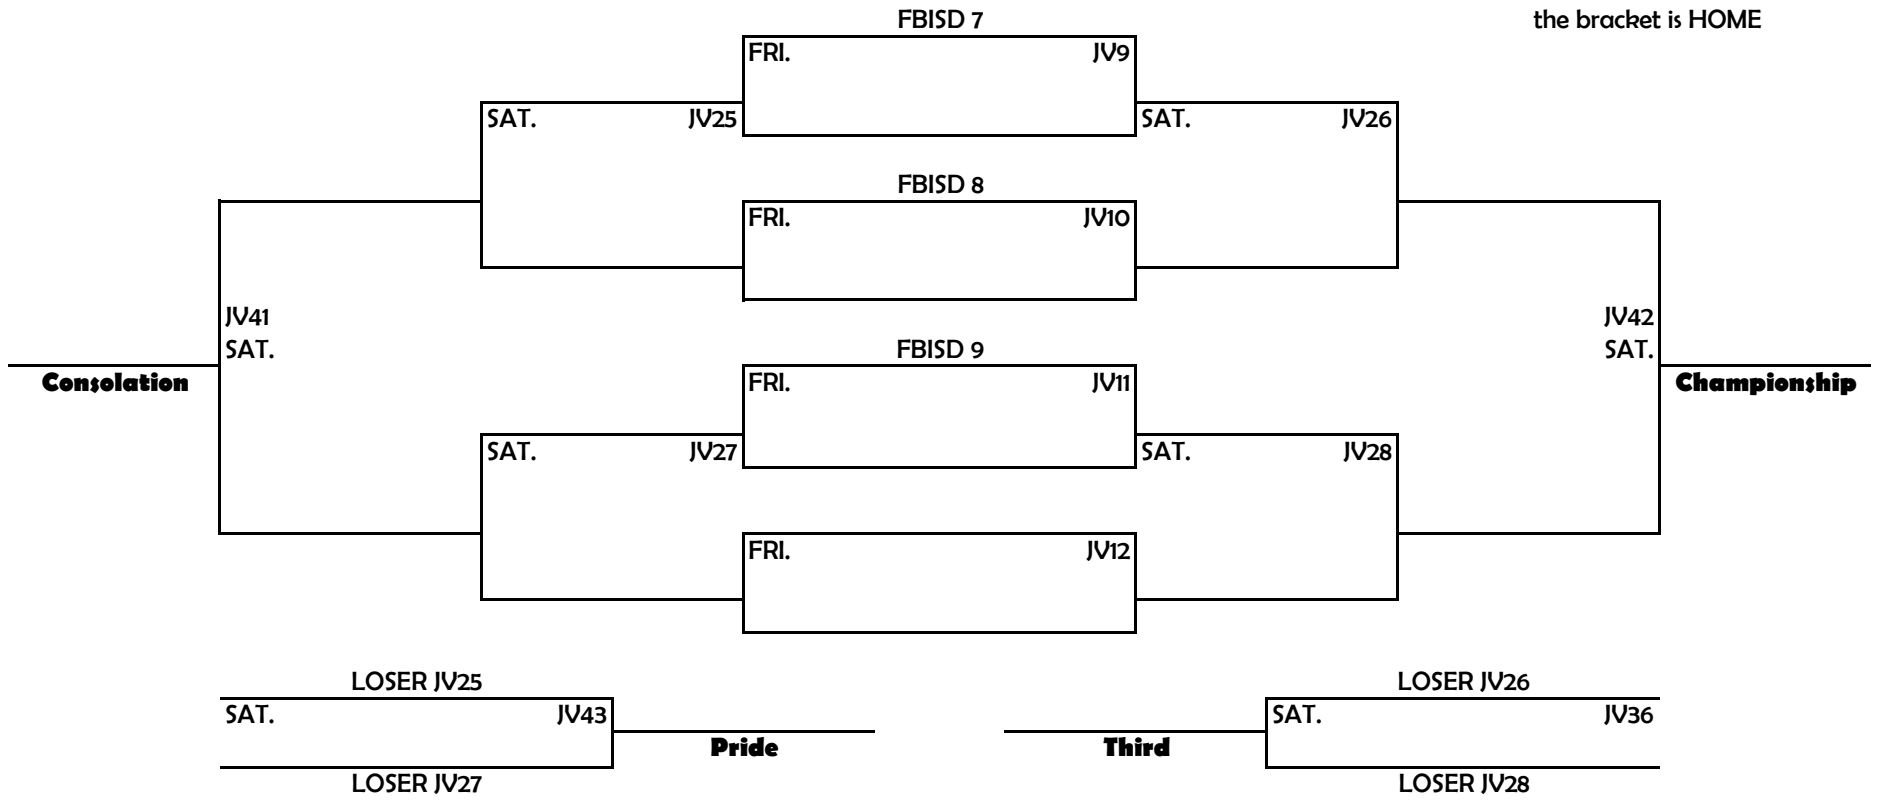 FBISD 7
the bracket is HOME
FRI. JV9
SAT. JV25
SAT. JV26
FBISD 8
FRI. JV10
JV41
SAT.
JV42
SAT.
FBISD 9
Consolation
FRI. JV11
Championship
SAT. JV27
SAT. JV28
FRI. JV12
LOSER JV25
SAT. JV43
Pride
LOSER JV27
LOSER JV26
SAT. JV36
Third
LOSER JV28